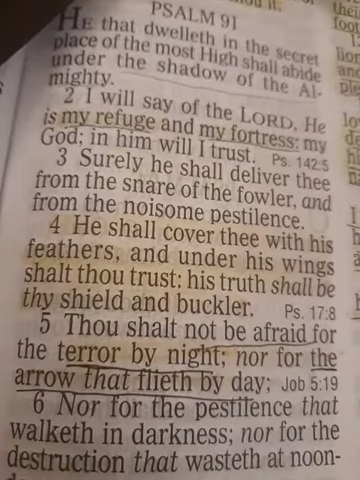 PSALM 91
HE that dwelleth in the secret
place of the most High shall abide
under the shadow of the Al-
mighty.
2 I will say of the LORD, He
is my refuge and my fortress: my
God; in him will I trust. Ps. 142:5
3 Surely he shall deliver thee
from the snare of the fowler, and
from the noisome pestilence.
4 He shall cover thee with his
feathers, and under his wings
shalt thou trust: his truth shall be
thy shield and buckler. Ps. 17:8
5 Thou shalt not be afraid for
the terror by night; nor for the
arrow that flieth by day; Job 5:19
6 Nor for the pestilence that
walketh in darkness; nor for the
destruction that wasteth at noon-